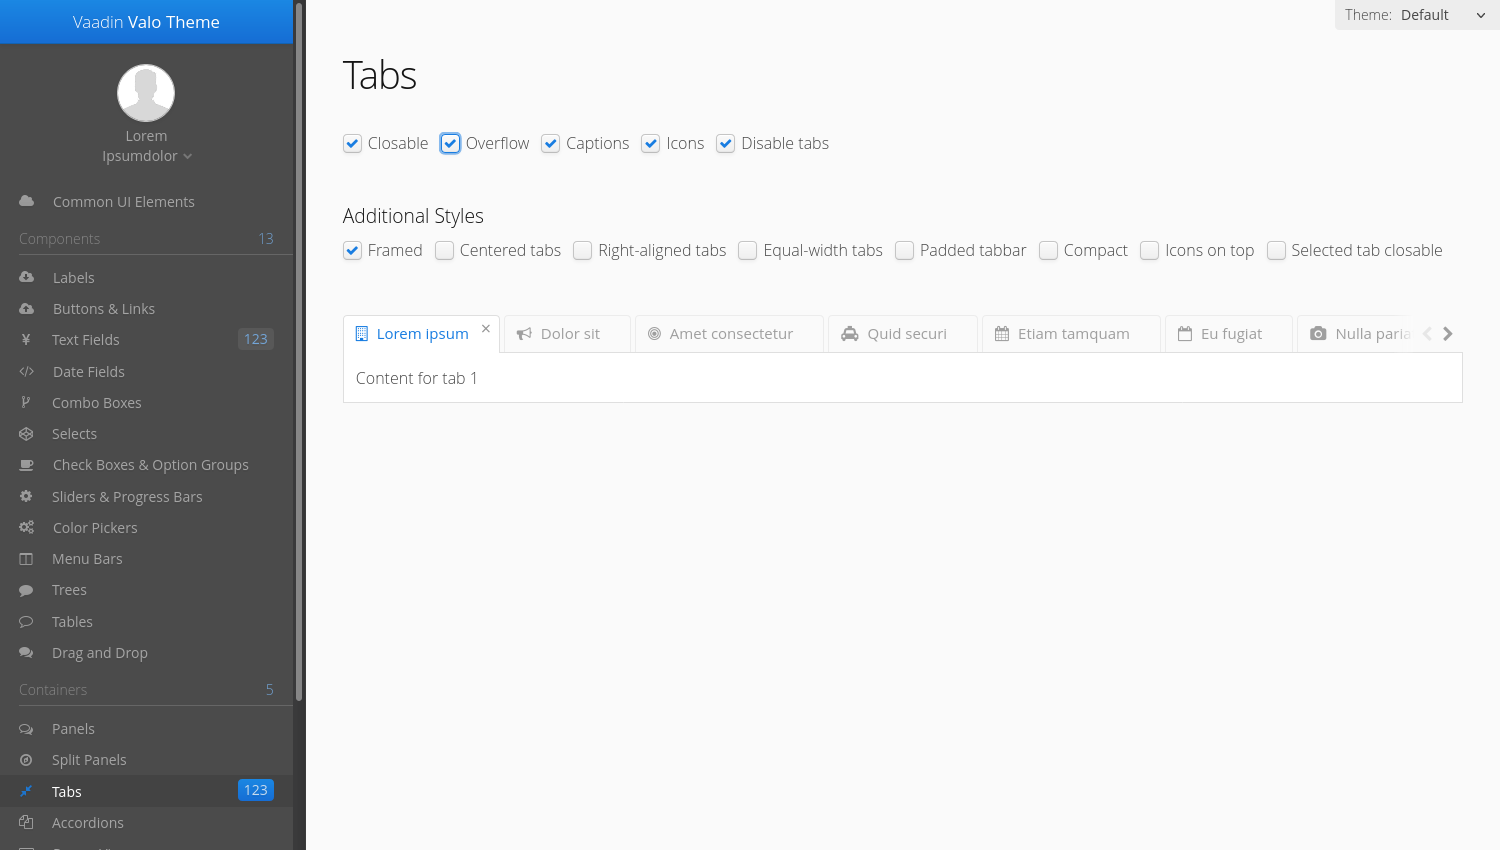 Vaadin Valo Theme
Theme: Default
Lorem
Ipsumdolor
Common UI Elements
Components 13
Labels
Buttons & Links
Text Fields 123
Date Fields
Combo Boxes
Selects
Check Boxes & Option Groups
Sliders & Progress Bars
Color Pickers
Menu Bars
Trees
Tables
Drag and Drop
Containers 5
Panels
Split Panels
Tabs 123
Accordions
Tabs
Closable Overflow Captions Icons Disable tabs
Additional Styles
Framed Centered tabs Right-aligned tabs Equal-width tabs Padded tabbar Compact Icons on top Selected tab closable
Lorem ipsum Dolor sit Amet consectetur Quid securi Etiam tamquam Eu fugiat Nulla paria
Content for tab 1